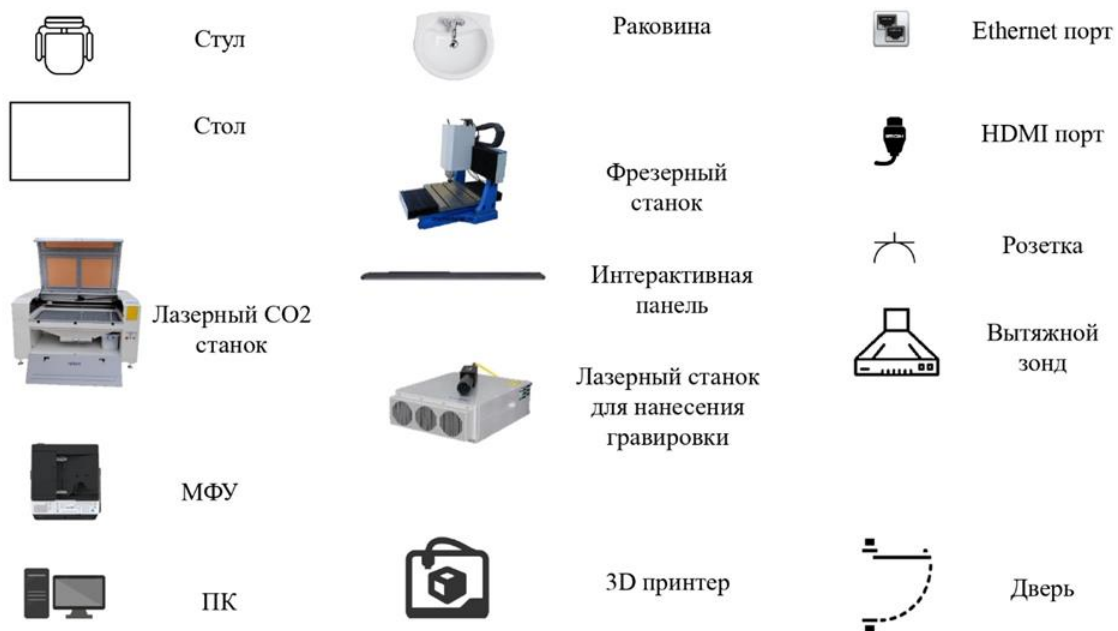 Стул
Стол
Лазерный CO2
станок
МФУ
ПК
Раковина
Фрезерный
станок
Интерактивная
панель
Лазерный станок
для нанесения
гравировки
3D принтер
Ethernet порт
HDMI порт
Розетка
Вытяжной
зонд
Дверь